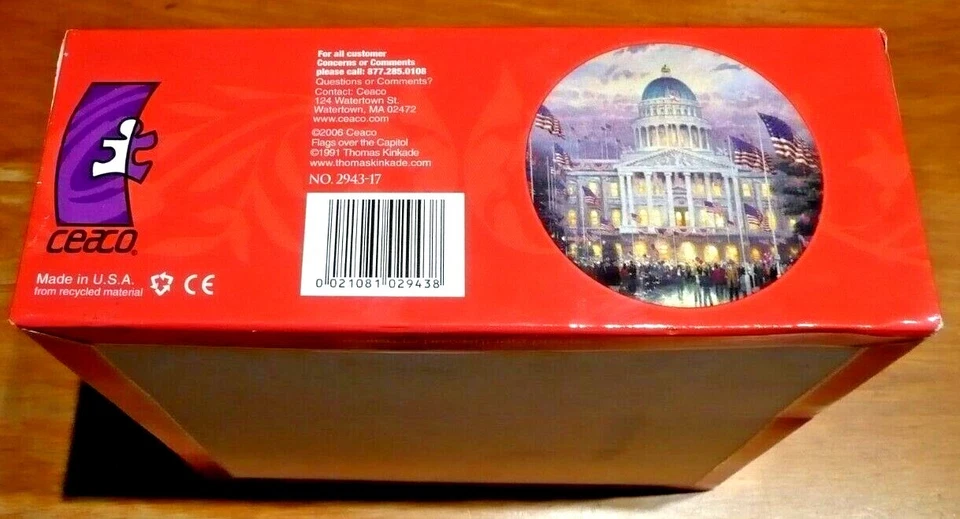 For all customer
Concerns or Comments
please call: 877.285.0108
Questions or Comments?
Contact: Ceaco
124 Watertown St.
Watertown, MA 02472
www.ceaco.com
©2006 Ceaco
Flags over the Capitol
©1991 Thomas Kinkade
www.thomaskinkade.com
NO. 2943-17
0 021081 029438
ceaco®
Made in U.S.A.
from recycled material
CE